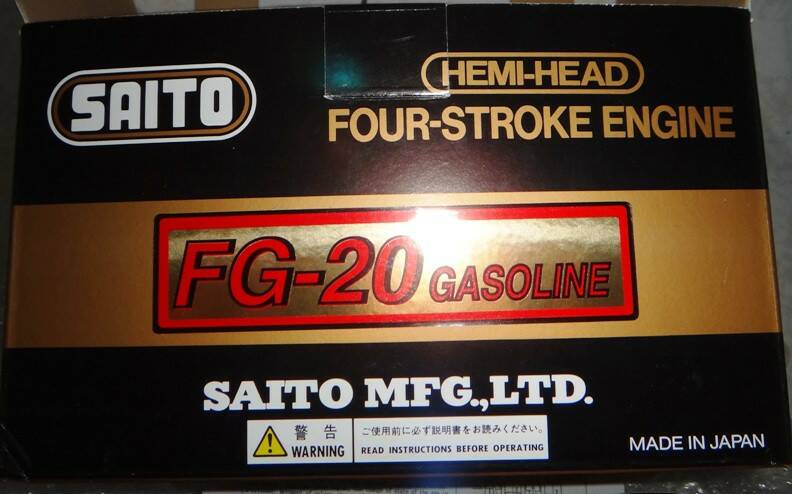 SAITO
HEMI-HEAD
FOUR-STROKE ENGINE
FG-20 GASOLINE
SAITO MFG.,LTD.
警告
WARNING
ご使用前に必ず説明書をお読みください。
READ INSTRUCTIONS BEFORE OPERATING
MADE IN JAPAN